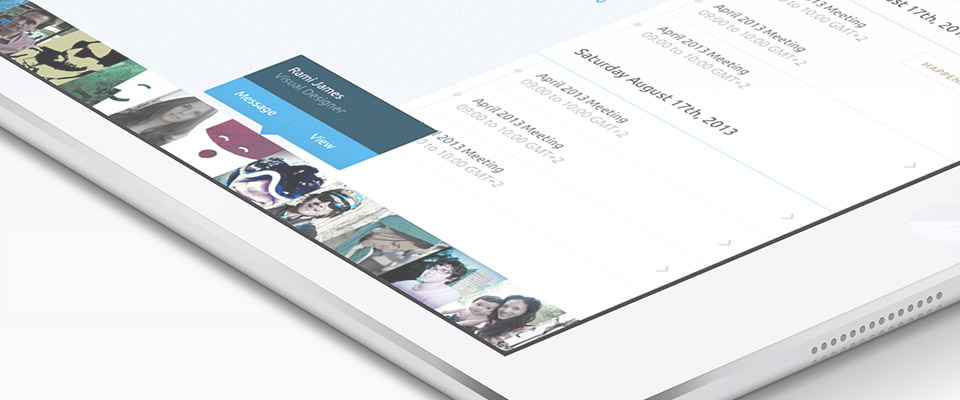 Rami James
Visual Designer
Message
View
April 2013 Meeting
09:00 to 10:00 GMT+2
April 2013 Meeting
09:00 to 10:00 GMT+2
Saturday August 17th, 2013
April 2013 Meeting
09:00 to 10:00 GMT+2
April 2013 Meeting
09:00 to 10:00 GMT+2
2013 Meeting
to 10:00 GMT+2
August 17th, 201
HAPPEN